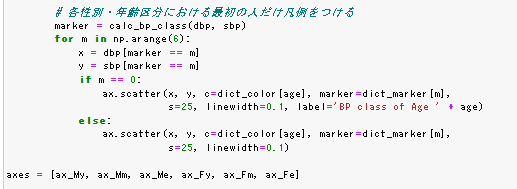 # 各性別・年齢区分における最初の人だけ凡例をつける
marker = calc_bp_class(dbp, sbp)
for m in np.arange(6):
x = dbp[marker == m]
y = sbp[marker == m]
if m == 0:
ax.scatter(x, y, c=dict_color[age], marker=dict_marker[m],
s=25, linewidth=0.1, label='BP class of Age ' + age)
else:
ax.scatter(x, y, c=dict_color[age], marker=dict_marker[m],
s=25, linewidth=0.1)
axes = [ax_My, ax_Mm, ax_Me, ax_Fy, ax_Fm, ax_Fe]